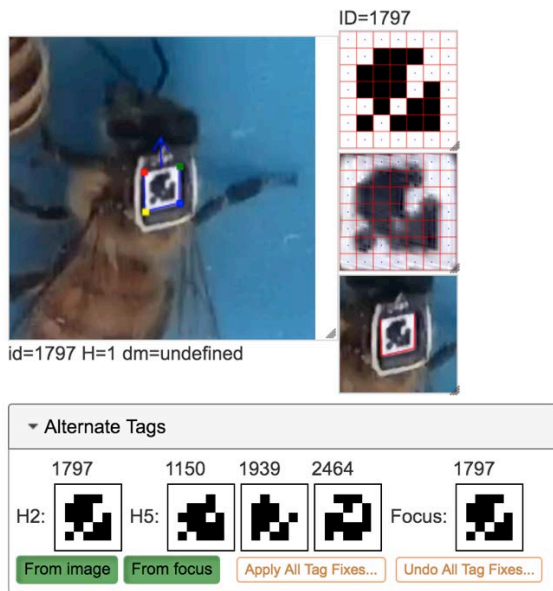 ID=1797
id=1797 H=1 dm=undefined
Alternate Tags
1797 1150 1939 2464 1797
H2: H5: Focus:
From image From focus Apply All Tag Fixes... Undo All Tag Fixes...